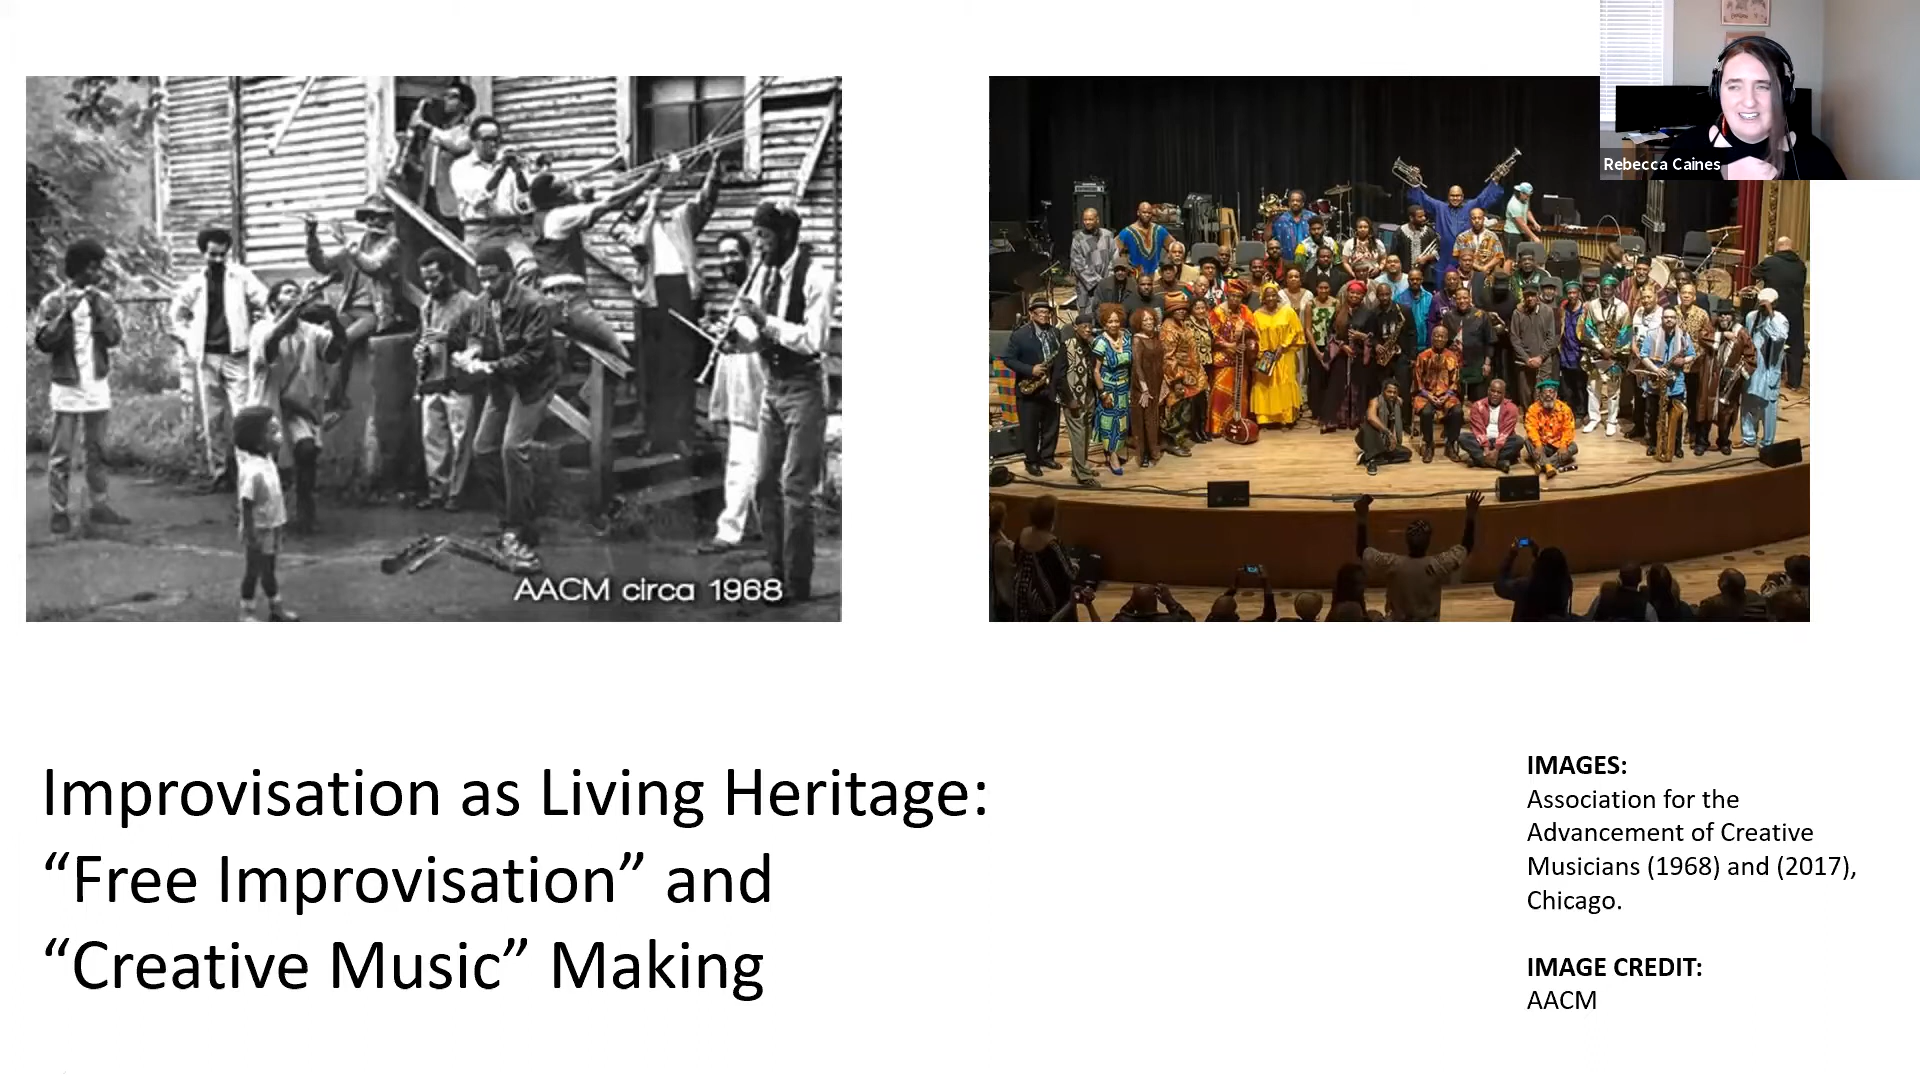 Rebecca Caines
AACM circa 1968
Improvisation as Living Heritage:
“Free Improvisation” and
“Creative Music” Making
IMAGES:
Association for the
Advancement of Creative
Musicians (1968) and (2017),
Chicago.
IMAGE CREDIT:
AACM